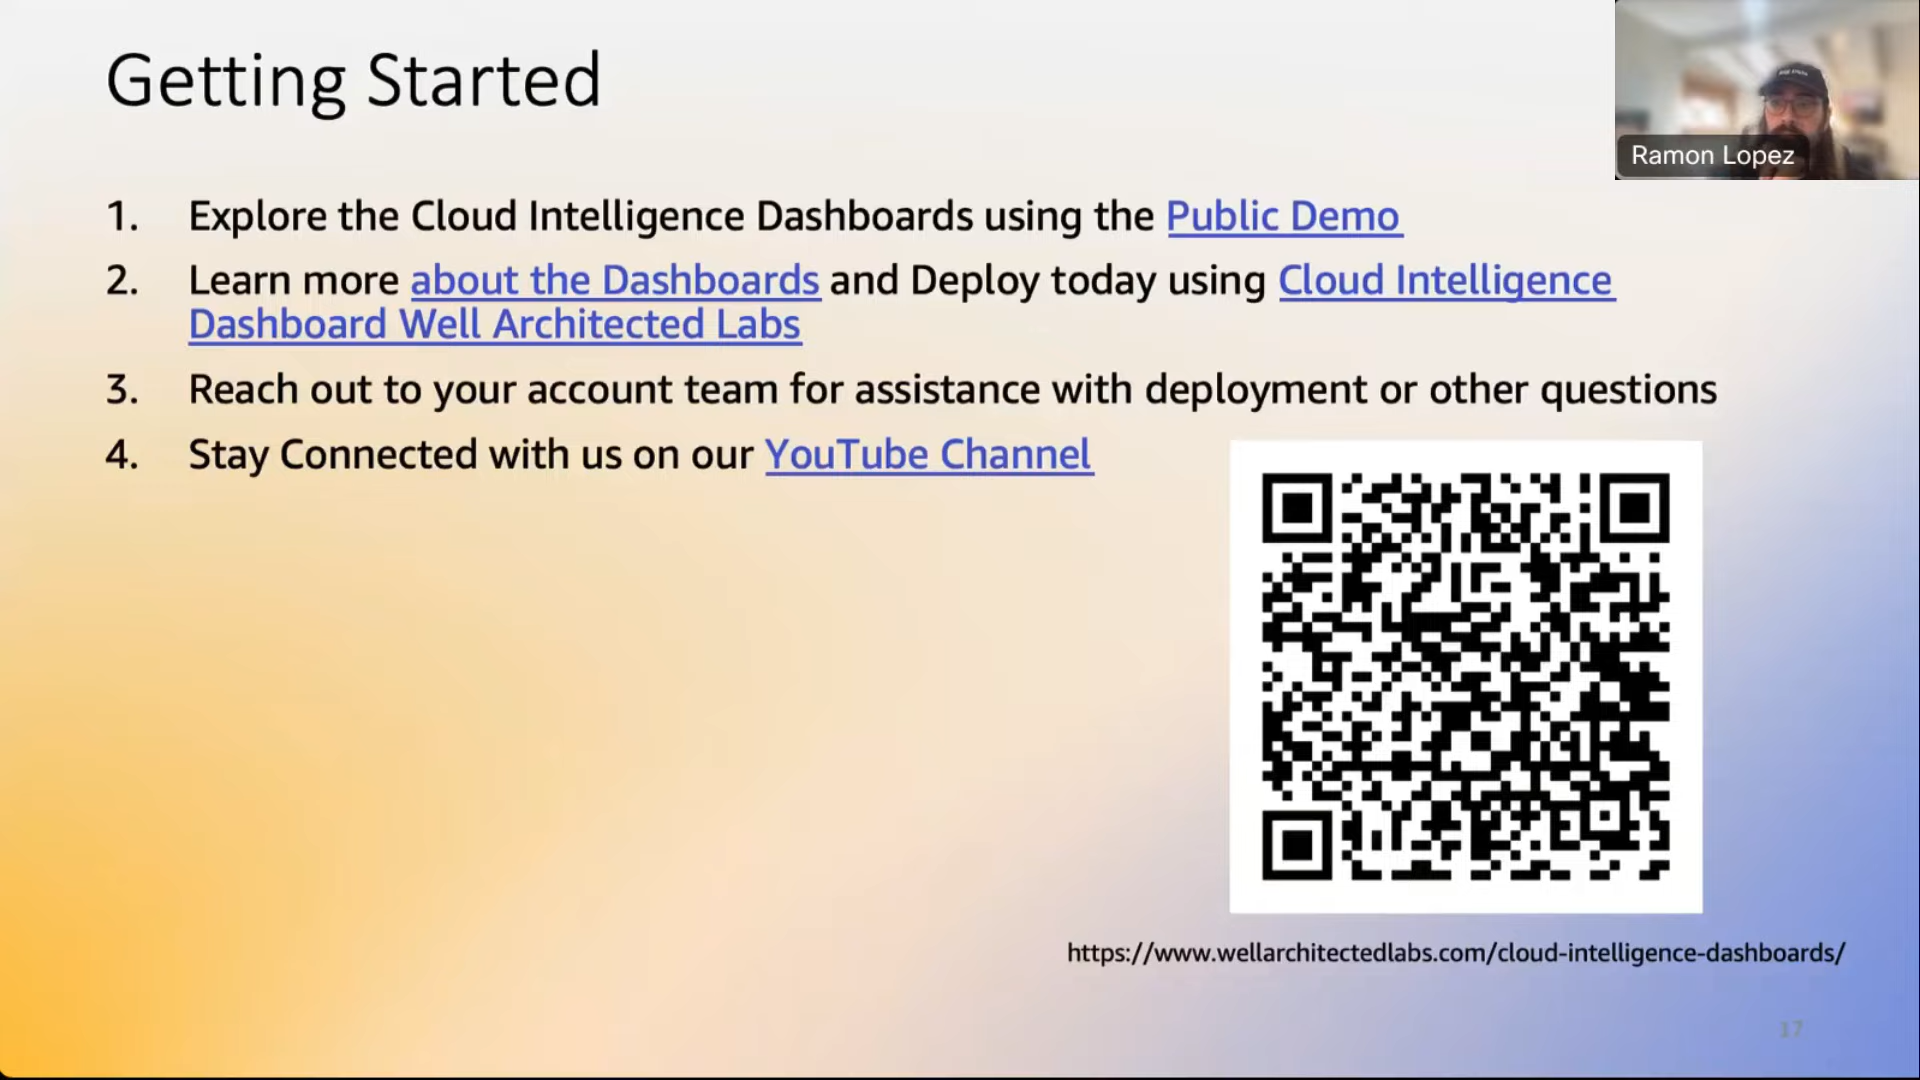 Getting Started
Ramon Lopez
1. Explore the Cloud Intelligence Dashboards using the Public Demo
2. Learn more about the Dashboards and Deploy today using Cloud Intelligence
Dashboard Well Architected Labs
3. Reach out to your account team for assistance with deployment or other questions
4. Stay Connected with us on our YouTube Channel
https://www.wellarchitectedlabs.com/cloud-intelligence-dashboards/
17